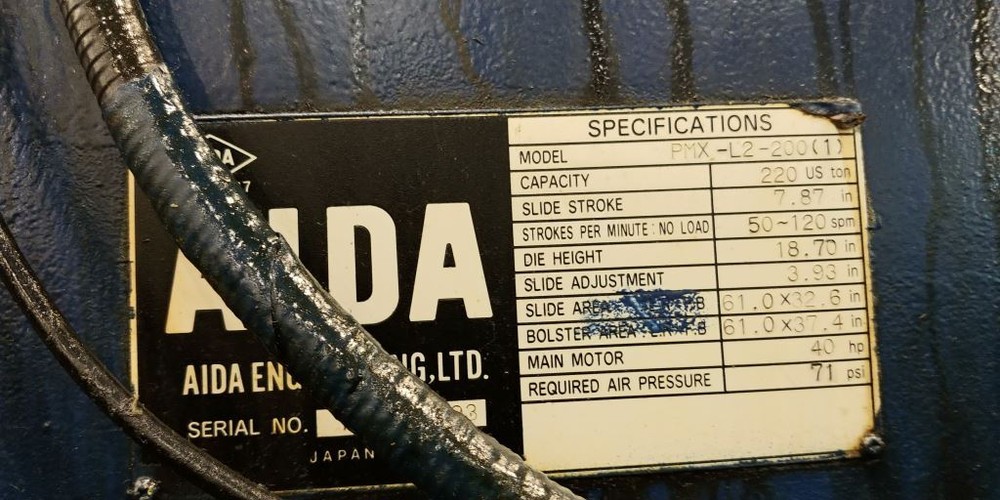 AIDA
AIDA ENG NG,LTD.
SERIAL NO.
JAPAN
SPECIFICATIONS
MODEL PMX-L2-200(1)
CAPACITY 220 US ton
SLIDE STROKE 7.87 in
STROKES PER MINUTE : NO LOAD 50~120 spm
DIE HEIGHT 18.70 in
SLIDE ADJUSTMENT 3.93 in
SLIDE AREA 61.0×32.6 in
BOLSTER AREA : L.R.×F.B 61.0×37.4 in
MAIN MOTOR 40 hp
REQUIRED AIR PRESSURE 71 psi